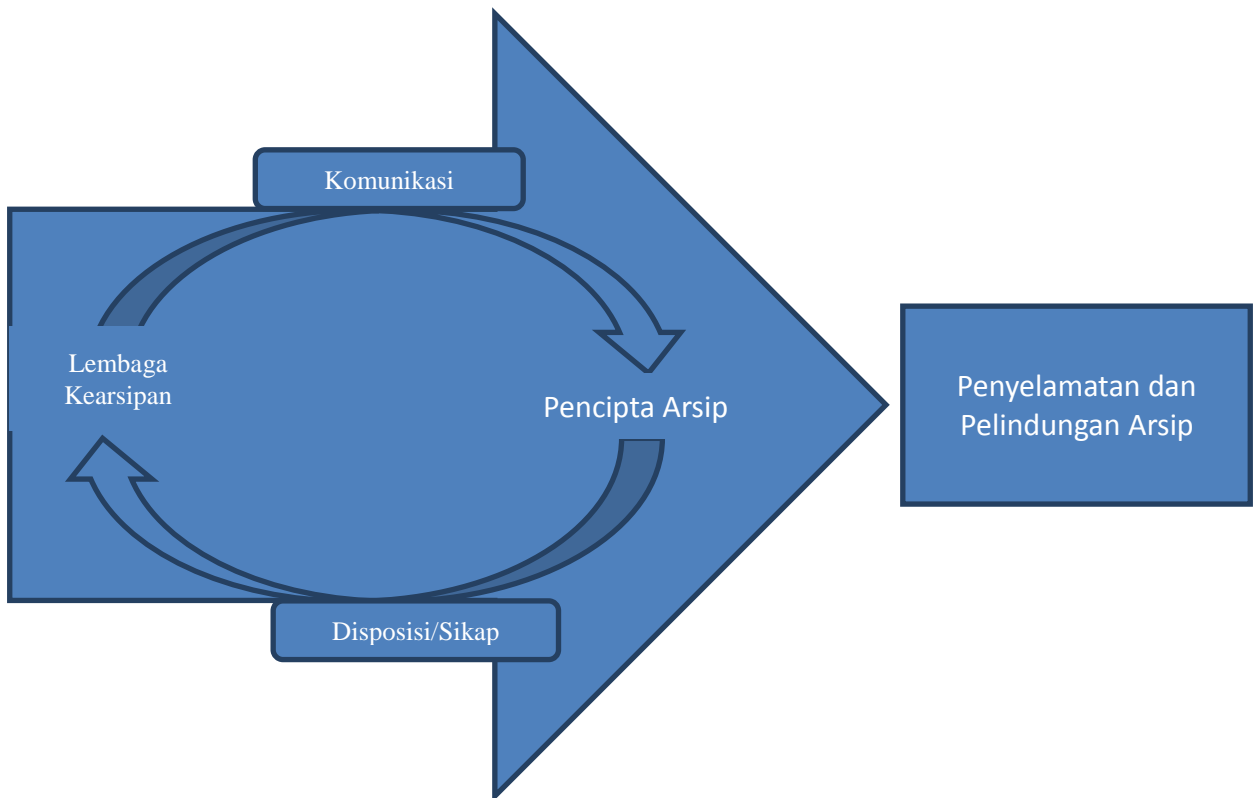 Komunikasi
Lembaga
Kearsipan
Pencipta Arsip
Penyelamatan dan
Pelindungan Arsip
Disposisi/Sikap